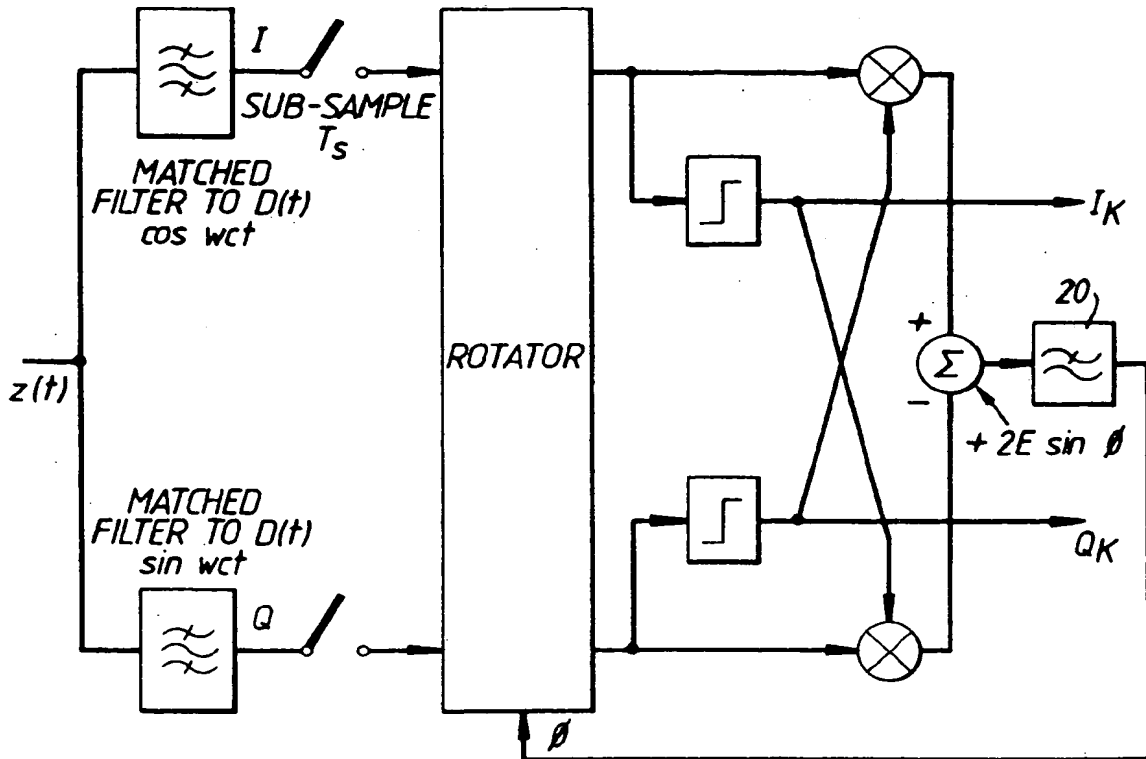 I
SUB-SAMPLE
Ts
MATCHED
FILTER TO D(t)
cos wct
ROTATOR
IK
20
+
Σ
-
+ 2E sin ø
z(t)
MATCHED
FILTER TO D(t)
sin wct
QK
Q
ø